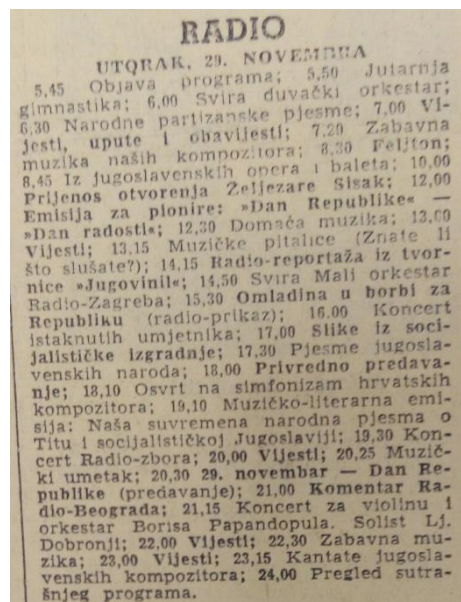 RADIO
UTORAK, 29. NOVEMBRA
5,45 Objava programa; 5,50 Jutarnja
gimnastika; 6,00 Svira duvački orkestar;
6,30 Narodne partizanske pjesme; 7,00 Vi-
jesti, upute i obavijesti; 7,20 Zabavna
muzika naših kompozitora; 8,30 Feljton;
8,45 Iz jugoslavenskih opera i baleta; 10,00
Prijenos otvorenja Željezare Sisak; 12,00
Emisija za pionire: »Dan Republike« —
»Dan radosti«; 12,30 Domaća muzika; 13,00
Vijesti; 13,15 Muzičke pitalice (Znate li
što slušate?); 14,15 Radio-reportaža iz tvor-
nice »Jugovinil«; 14,50 Svira Mali orkestar
Radio-Zagreba; 15,30 Omladina u borbi za
Republiku (radio-prikaz); 16,00 Koncert
istaknutih umjetnika; 17,00 Slike iz soci-
jalističke izgradnje; 17,30 Pjesme jugosla-
venskih naroda; 18,00 Privredno predava-
nje; 18,10 Osvrt na simfonizam hrvatskih
kompozitora; 19,10 Muzičko-literarna emi-
sija: Naša suvremena narodna pjesma o
Titu i socijalističkoj Jugoslaviji; 19,30 Kon-
cert Radio-zbora; 20,00 Vijesti; 20,25 Muzič-
ki umetak; 20,30 29. novembar — Dan Re-
publike (predavanje); 21,00 Komentar Ra-
dio-Beograda; 21,15 Koncert za violinu i
orkestar Borisa Papandopula. Solist Lj.
Dobronji; 22,00 Vijesti; 22,30 Zabavna mu-
zika; 23,00 Vijesti; 23,15 Kantate jugosla-
venskih kompozitora; 24,00 Pregled sutra-
šnjeg programa.